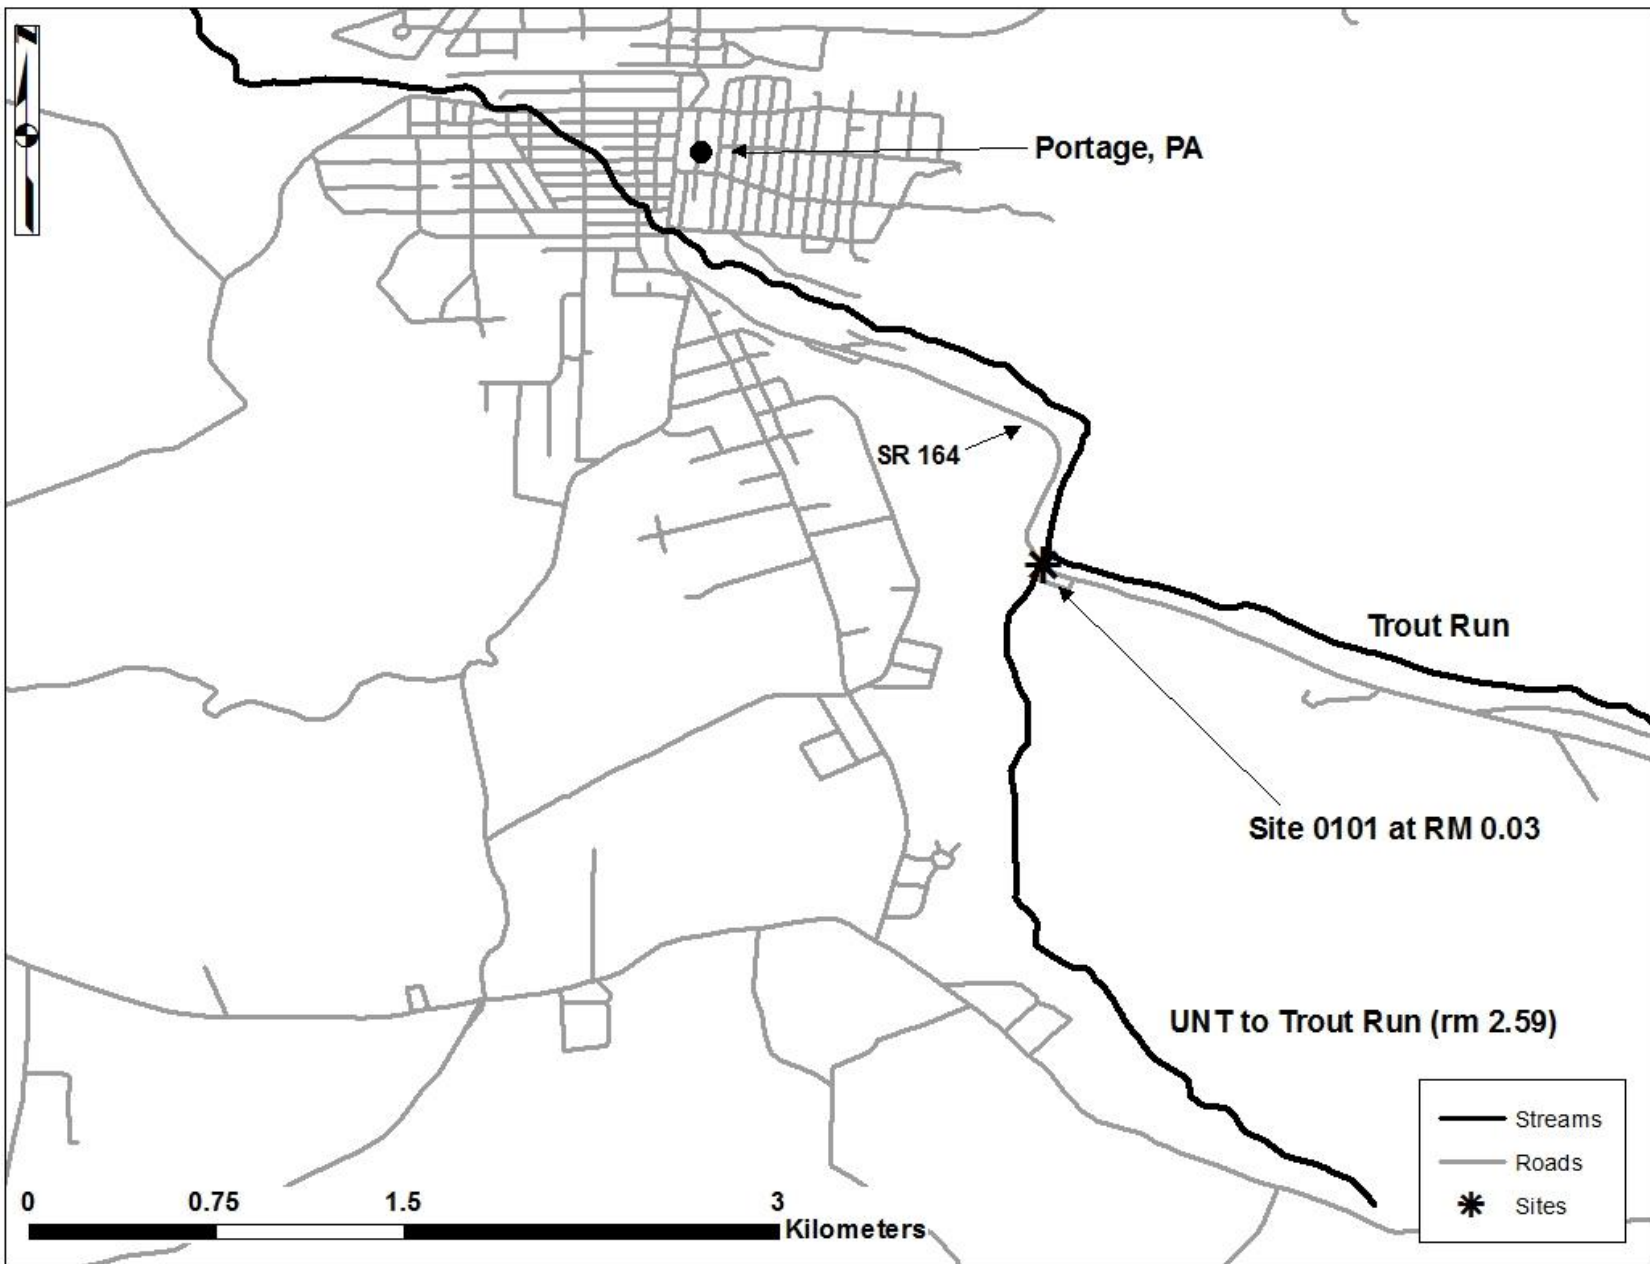 Portage, PA
SR 164
Trout Run
Site 0101 at RM 0.03
UNT to Trout Run (rm 2.59)
Streams
Roads
Sites
0 0.75 1.5 3
Kilometers